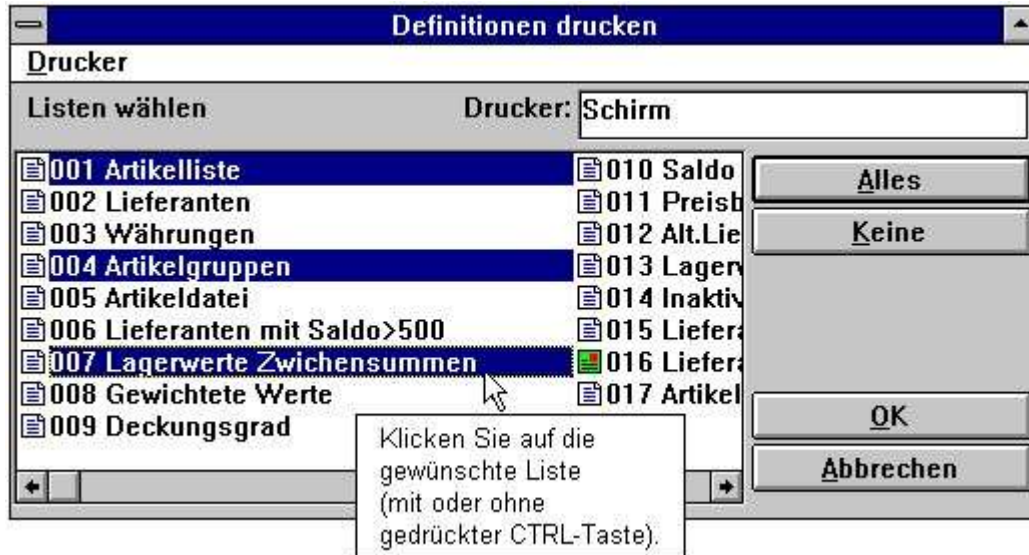 Definitionen drucken
Drucker
Listen wählen
Drucker: Schirm
001 Artikelliste
002 Lieferanten
003 Währungen
004 Artikelgruppen
005 Artikeldatei
006 Lieferanten mit Saldo>500
007 Lagerwerte Zwichensummen
008 Gewichtete Werte
009 Deckungsgrad
010 Saldo
011 Preisb
012 Alt.Lie
013 Lagerw
014 Inaktiv
015 Liefera
016 Liefera
017 Artikel
Alles
Keine
OK
Abbrechen
Klicken Sie auf die
gewünschte Liste
(mit oder ohne
gedrückter CTRL-Taste).